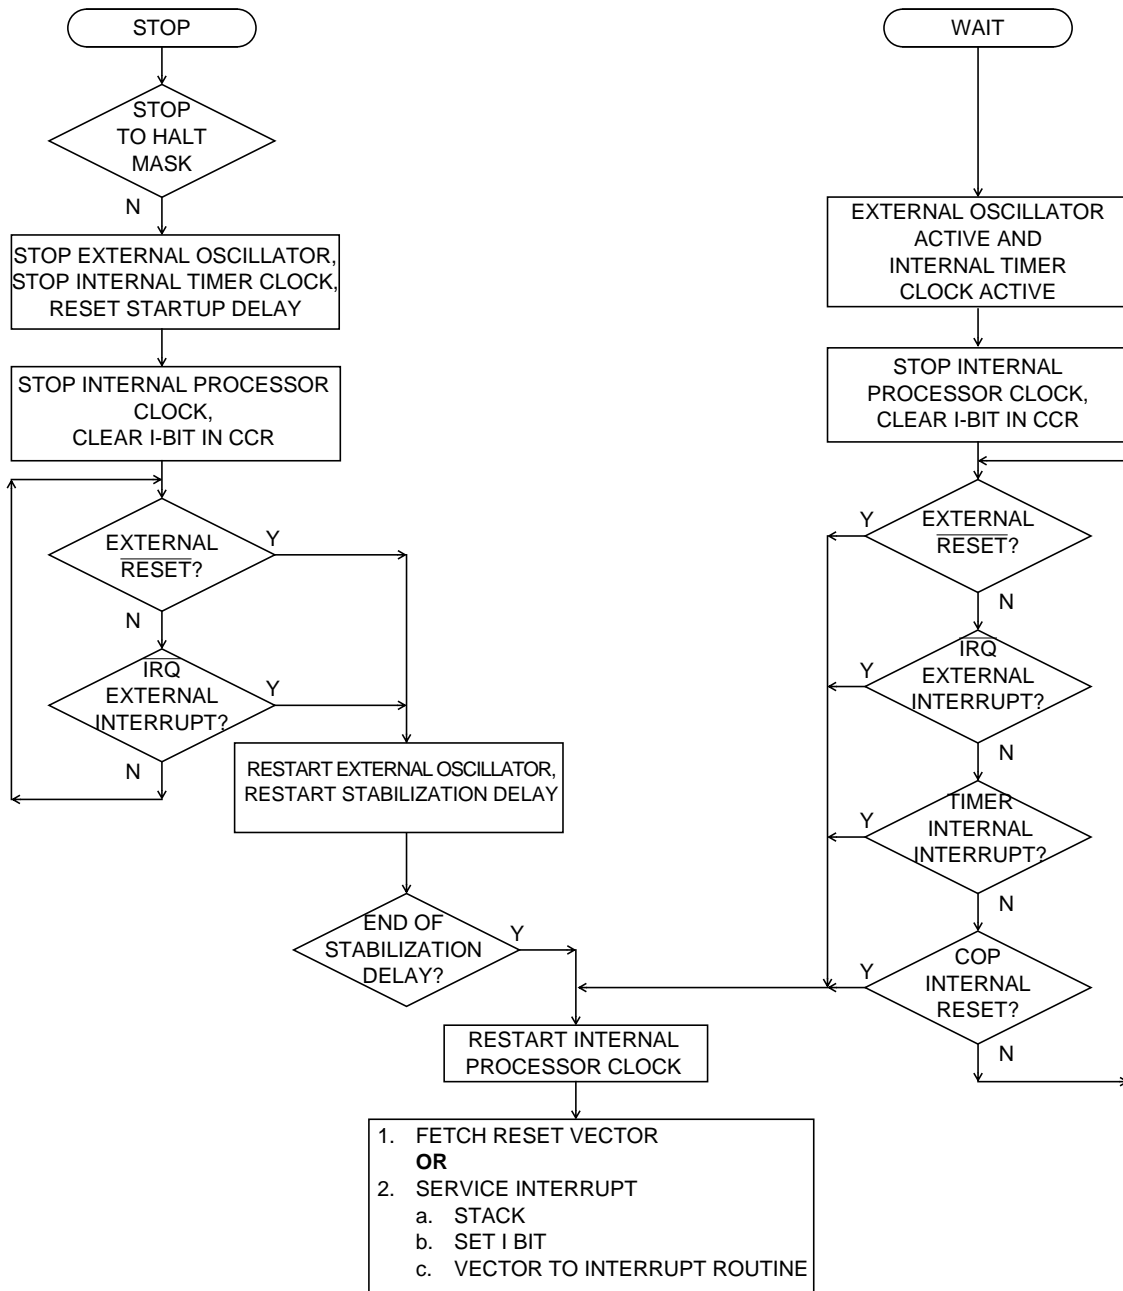 STOP
STOP
TO HALT
MASK
N
STOP EXTERNAL OSCILLATOR,
STOP INTERNAL TIMER CLOCK,
RESET STARTUP DELAY
STOP INTERNAL PROCESSOR
CLOCK,
CLEAR I-BIT IN CCR
EXTERNAL
RESET?
Y
N
IRQ
EXTERNAL
INTERRUPT?
Y
N
RESTART EXTERNAL OSCILLATOR,
RESTART STABILIZATION DELAY
END OF
STABILIZATION
DELAY?
Y
WAIT
EXTERNAL OSCILLATOR
ACTIVE AND
INTERNAL TIMER
CLOCK ACTIVE
STOP INTERNAL
PROCESSOR CLOCK,
CLEAR I-BIT IN CCR
Y
EXTERNAL
RESET?
N
Y
IRQ
EXTERNAL
INTERRUPT?
N
Y
TIMER
INTERNAL
INTERRUPT?
N
Y
COP
INTERNAL
RESET?
N
RESTART INTERNAL
PROCESSOR CLOCK
1. FETCH RESET VECTOR
OR
2. SERVICE INTERRUPT
a. STACK
b. SET I BIT
c. VECTOR TO INTERRUPT ROUTINE